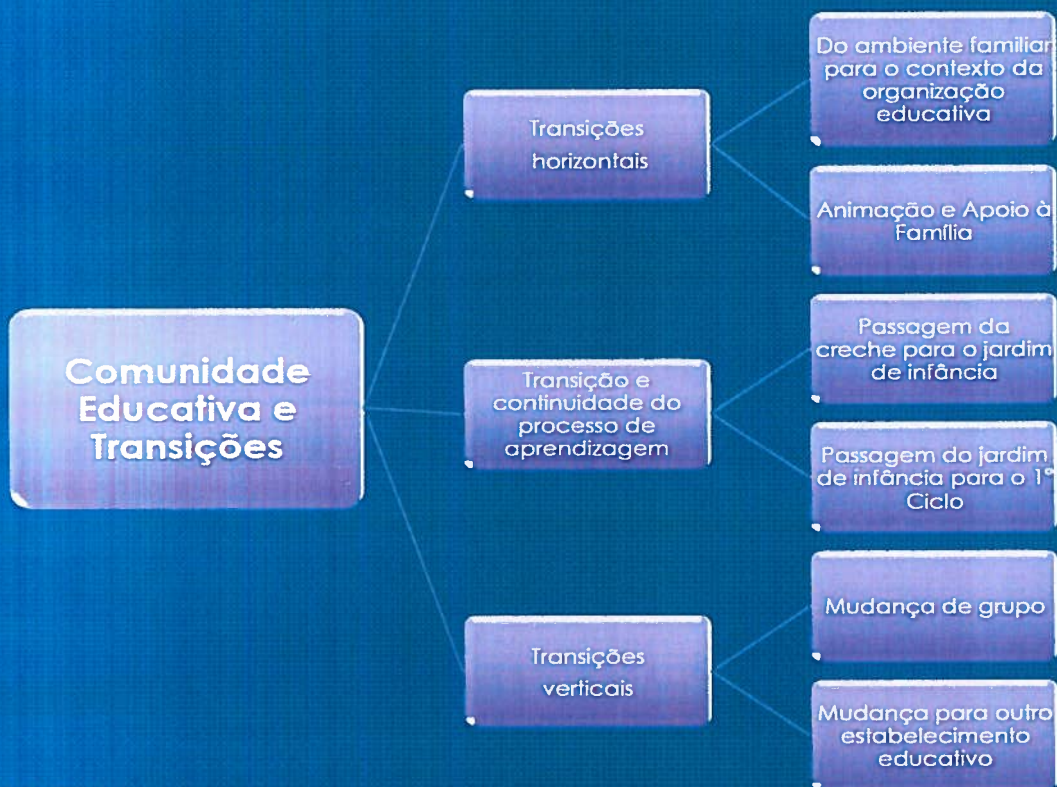 Comunidade
Educativa e
Transições
Transições
horizontais
Do ambiente familiar
para o contexto da
organização
educativa
Animação e Apoio à
Família
Transição e
continuidade do
processo de
aprendizagem
Passagem da
creche para o jardim
de infância
Passagem do jardim
de infância para o 1º
Ciclo
Transições
verticais
Mudança de grupo
Mudança para outro
estabelecimento
educativo